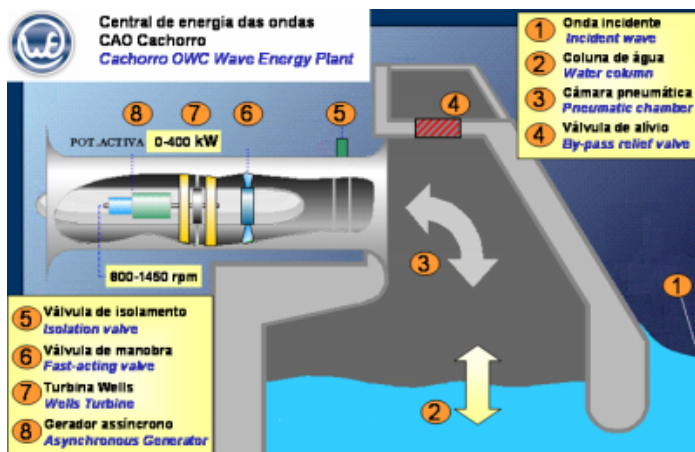 Central de energia das ondas
CAO Cachorro
Cachorro OWC Wave Energy Plant
1 Onda incidente
Incident wave
2 Coluna de água
Water column
3 Câmara pneumática
Pneumatic chamber
4 Válvula de alívio
By-pass relief valve
8 7 6 5 4
POT.ACTIVA 0-400 kW
3
800-1450 rpm
1
5 Válvula de isolamento
Isolation valve
6 Válvula de manobra
Fast-acting valve
7 Turbina Wells
Wells Turbine
8 Gerador assíncrono
Asynchronous Generator
2